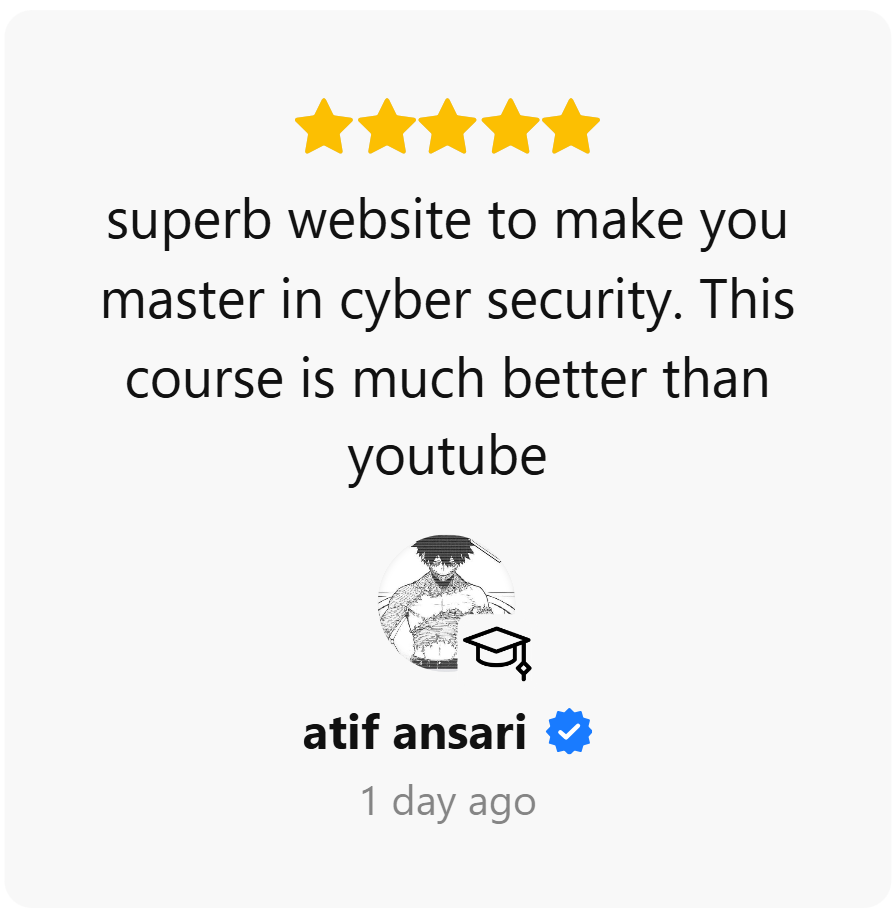 superb website to make you
master in cyber security. This
course is much better than
youtube
atif ansari
1 day ago